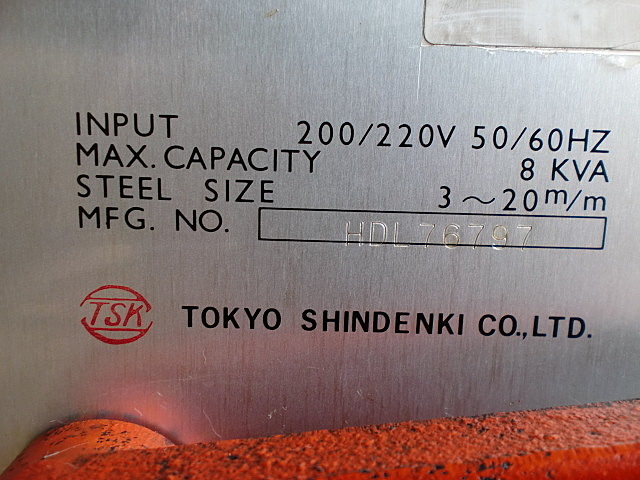 INPUT 200/220V 50/60HZ
MAX. CAPACITY 8 KVA
STEEL SIZE 3～20m/m
MFG. NO. HDL76797
TSK TOKYO SHINDENKI CO.,LTD.